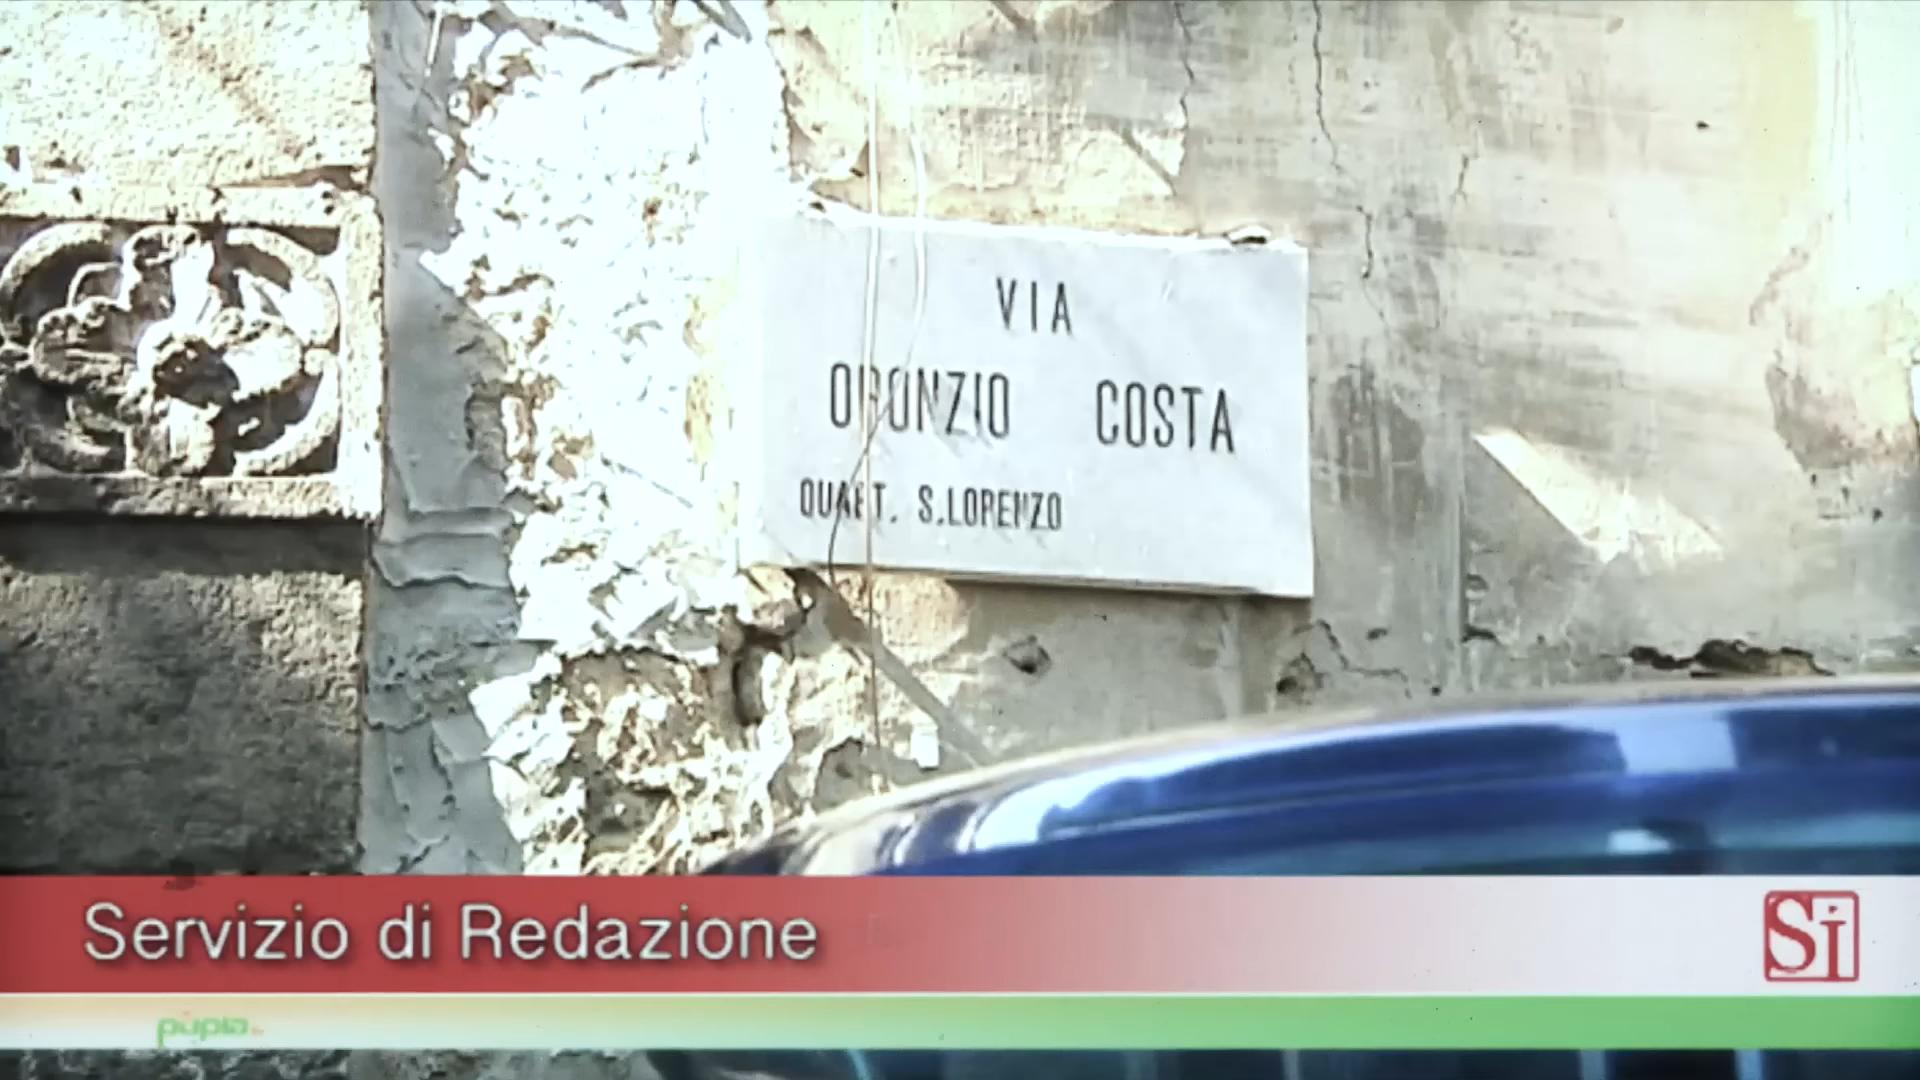 VIA
ORONZIO COSTA
QUART. S.LORENZO
Servizio di Redazione
Si
pupia